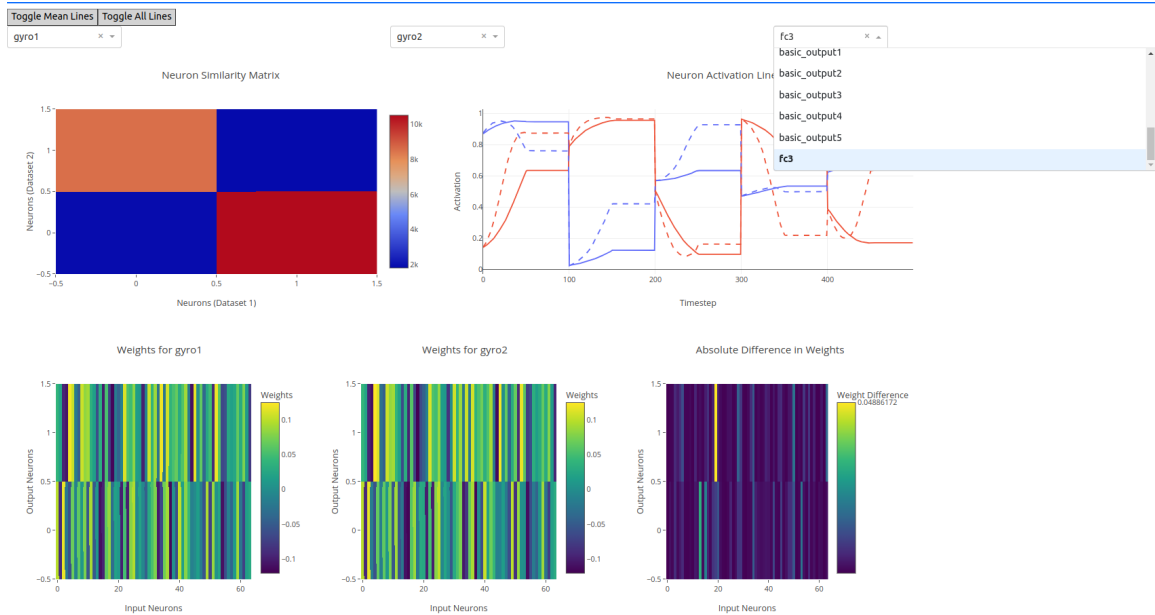 Toggle Mean Lines Toggle All Lines
gyro1 × gyro2 × fc3 ×
basic_output1
basic_output2
basic_output3
basic_output4
basic_output5
fc3
Neuron Similarity Matrix
1.5
1
0.5
0
−0.5
−0.5 0 0.5 1 1.5
Neurons (Dataset 2)
Neurons (Dataset 1)
10k
8k
6k
4k
2k
Neuron Activation Line
1
0.8
0.6
0.4
0.2
0
0 100 200 300 400
Activation
Timestep
Weights for gyro1
1.5
1
0.5
0
−0.5
0 20 40 60
Output Neurons
Input Neurons
Weights
0.1
0.05
0
−0.05
−0.1
Weights for gyro2
1.5
1
0.5
0
−0.5
0 20 40 60
Output Neurons
Input Neurons
Weights
0.1
0.05
0
−0.05
−0.1
Absolute Difference in Weights
1.5
1
0.5
0
−0.5
0 20 40 60
Output Neurons
Input Neurons
Weight Difference
0.04886172